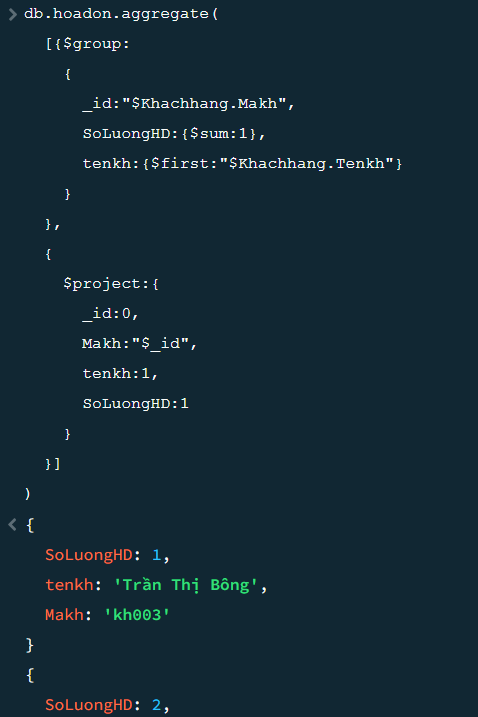 > db.hoadon.aggregate(
[{$group:
{
_id:"$Khachhang.Makh",
SoLuongHD:{$sum:1},
tenkh:{$first:"$Khachhang.Tenkh"}
}
},
{
$project:{
_id:0,
Makh:"$_id",
tenkh:1,
SoLuongHD:1
}
}]
)
< {
SoLuongHD: 1,
tenkh: 'Trần Thị Bông',
Makh: 'kh003'
}
{
SoLuongHD: 2,